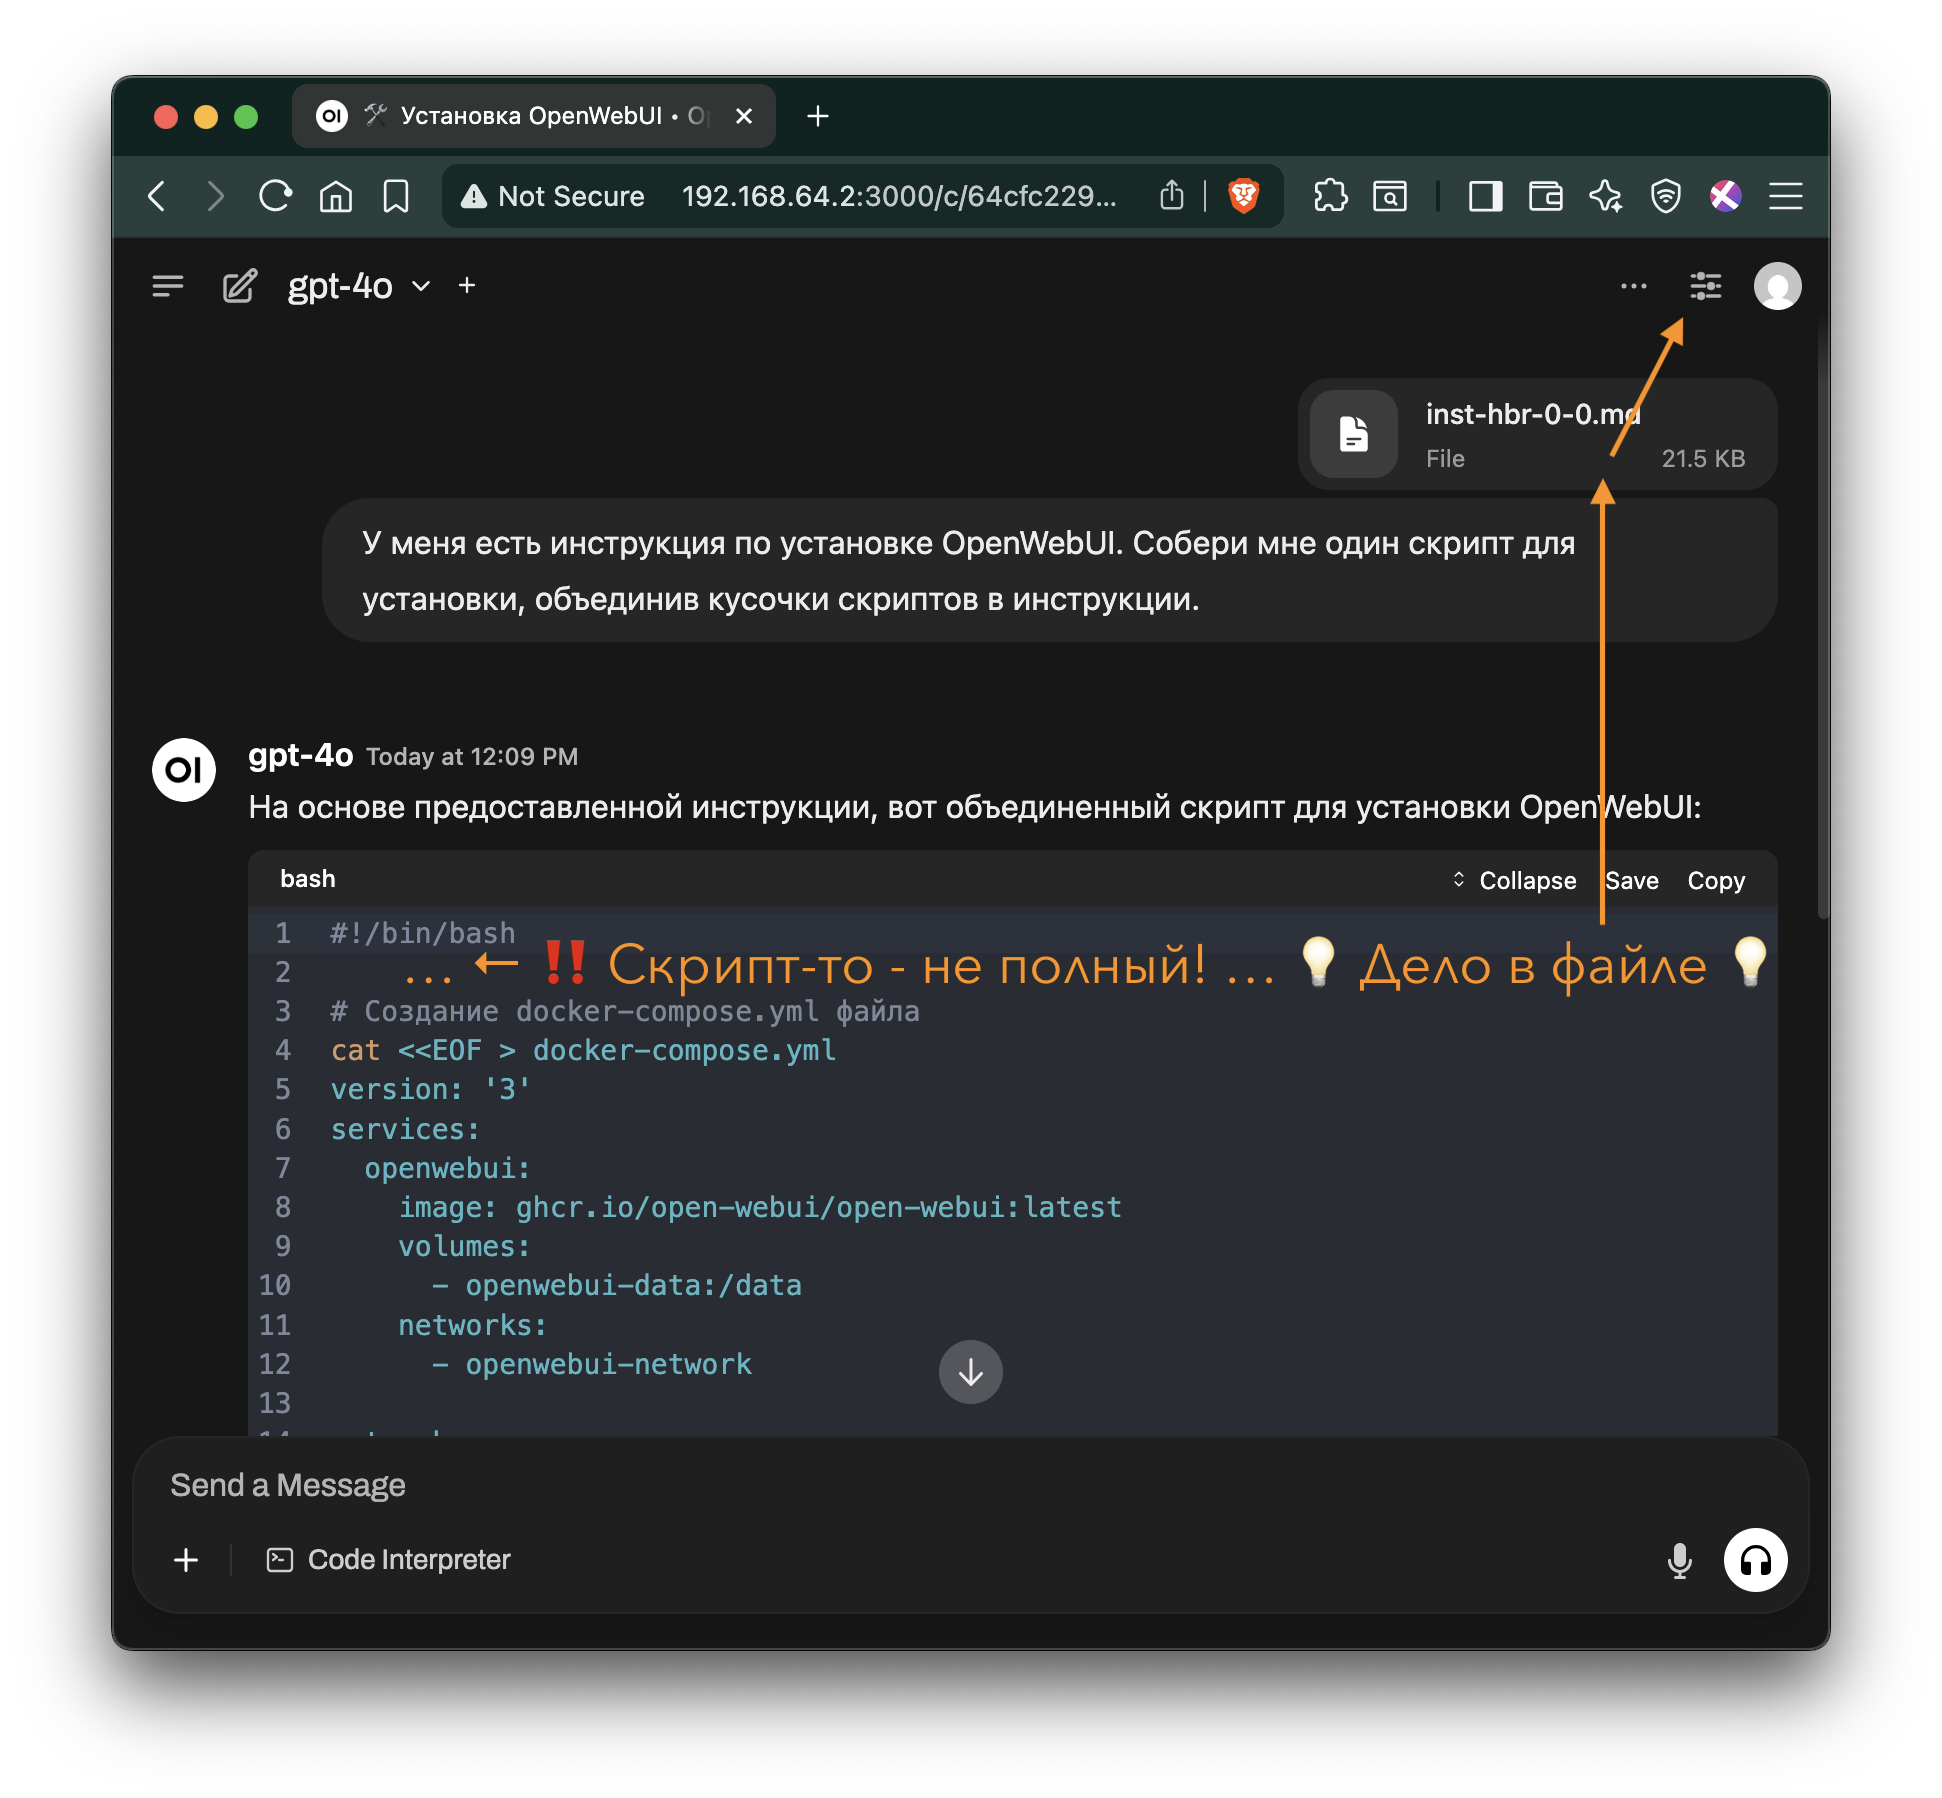 OI 🛠 Установка OpenWebUI • O
Not Secure 192.168.64.2:3000/c/64cfc229...
gpt-4o
inst-hbr-0-0.md
File 21.5 KB
У меня есть инструкция по установке OpenWebUI. Собери мне один скрипт для
установки, объединив кусочки скриптов в инструкции.
OI gpt-4o Today at 12:09 PM
На основе предоставленной инструкции, вот объединенный скрипт для установки OpenWebUI:
bash Collapse Save Copy
1 #!/bin/bash
2 ... ← ‼️ Скрипт-то - не полный! ... 💡 Дело в файле 💡
3 # Создание docker-compose.yml файла
4 cat <<EOF > docker-compose.yml
5 version: '3'
6 services:
7 openwebui:
8 image: ghcr.io/open-webui/open-webui:latest
9 volumes:
10 - openwebui-data:/data
11 networks:
12 - openwebui-network
13
Send a Message
Code Interpreter